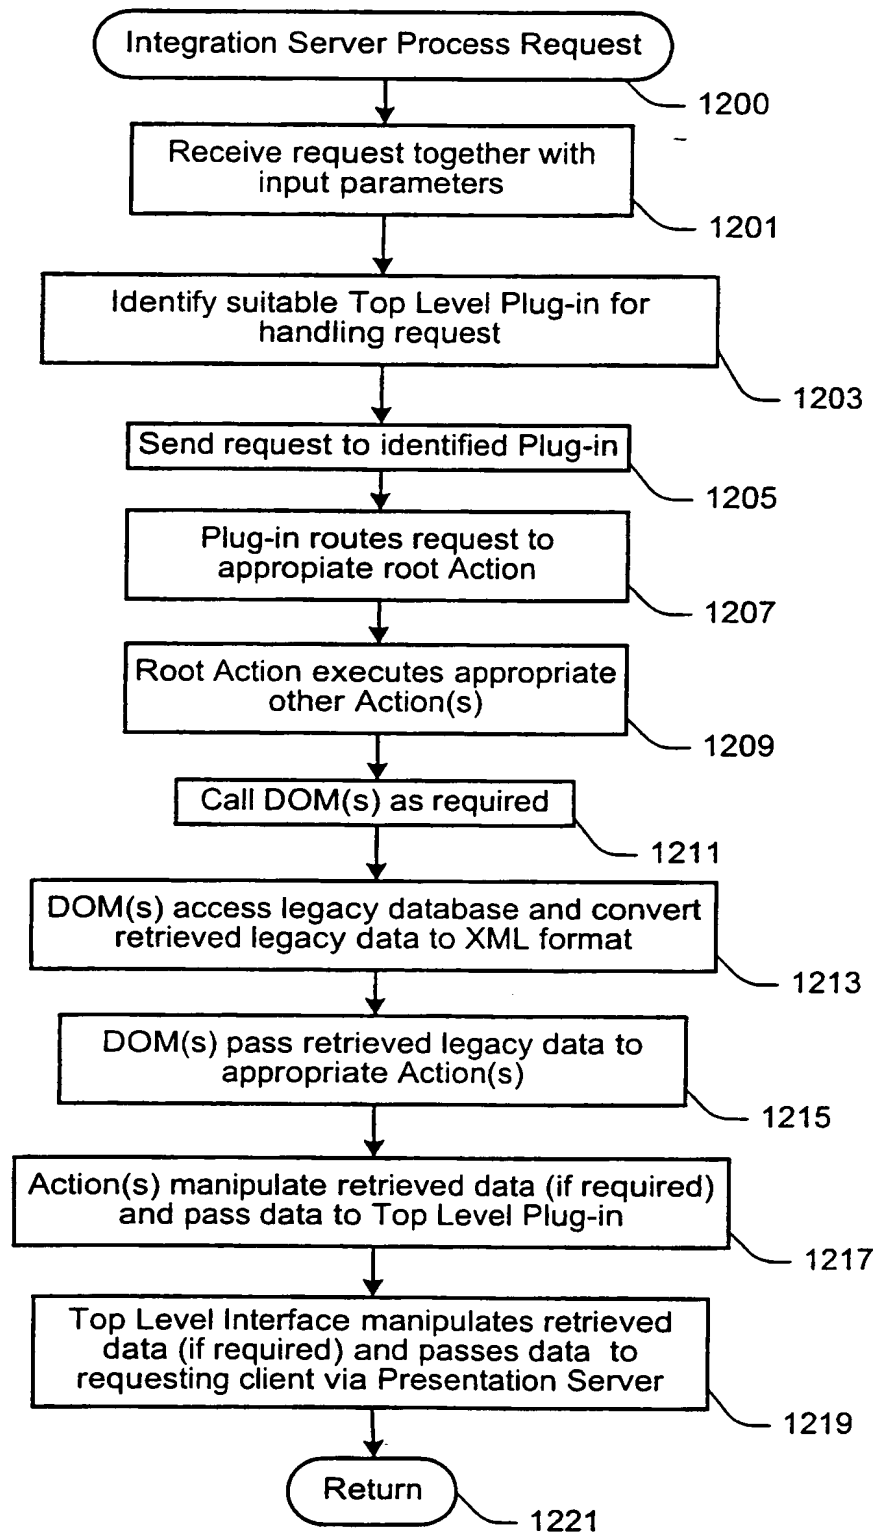 Integration Server Process Request
1200
Receive request together with
input parameters
1201
Identify suitable Top Level Plug-in for
handling request
1203
Send request to identified Plug-in
1205
Plug-in routes request to
appropiate root Action
1207
Root Action executes appropriate
other Action(s)
1209
Call DOM(s) as required
1211
DOM(s) access legacy database and convert
retrieved legacy data to XML format
1213
DOM(s) pass retrieved legacy data to
appropriate Action(s)
1215
Action(s) manipulate retrieved data (if required)
and pass data to Top Level Plug-in
1217
Top Level Interface manipulates retrieved
data (if required) and passes data to
requesting client via Presentation Server
1219
Return
1221